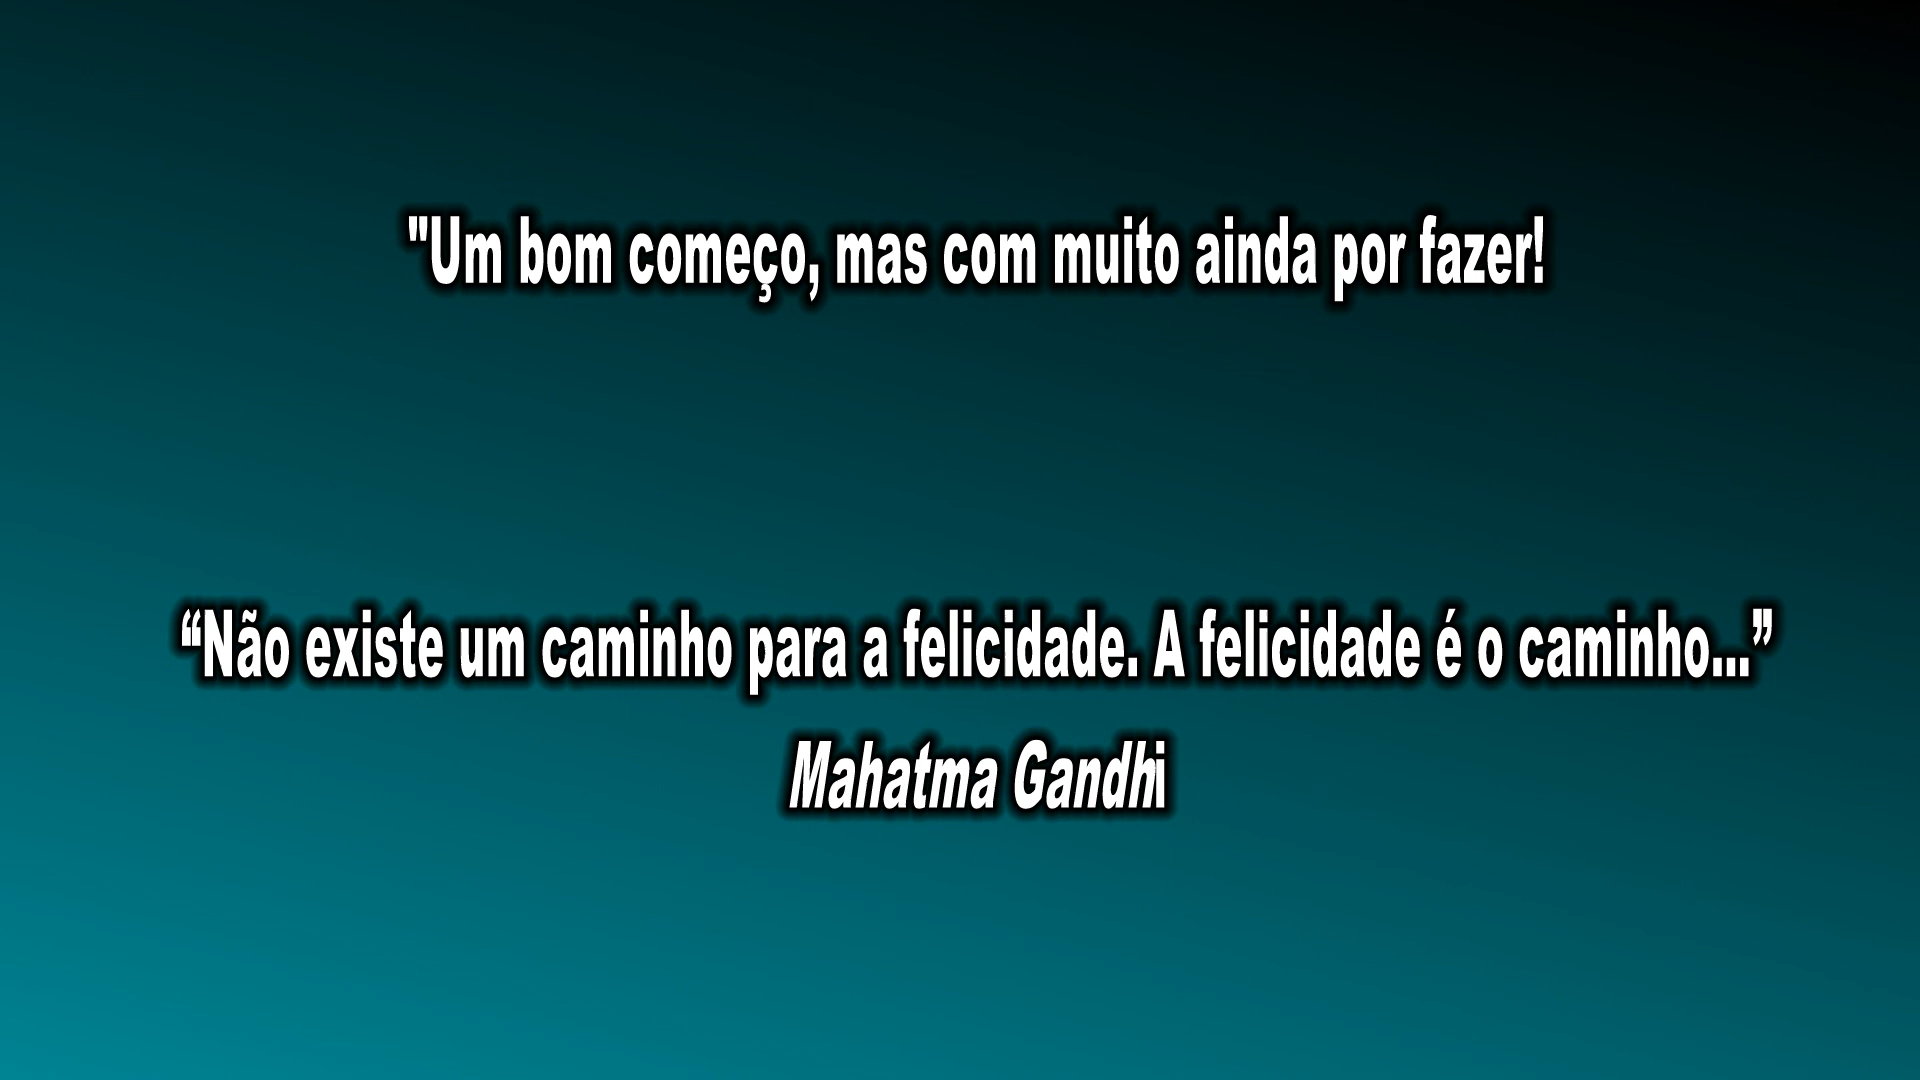 "Um bom começo, mas com muito ainda por fazer!
“Não existe um caminho para a felicidade. A felicidade é o caminho...”
Mahatma Gandhi